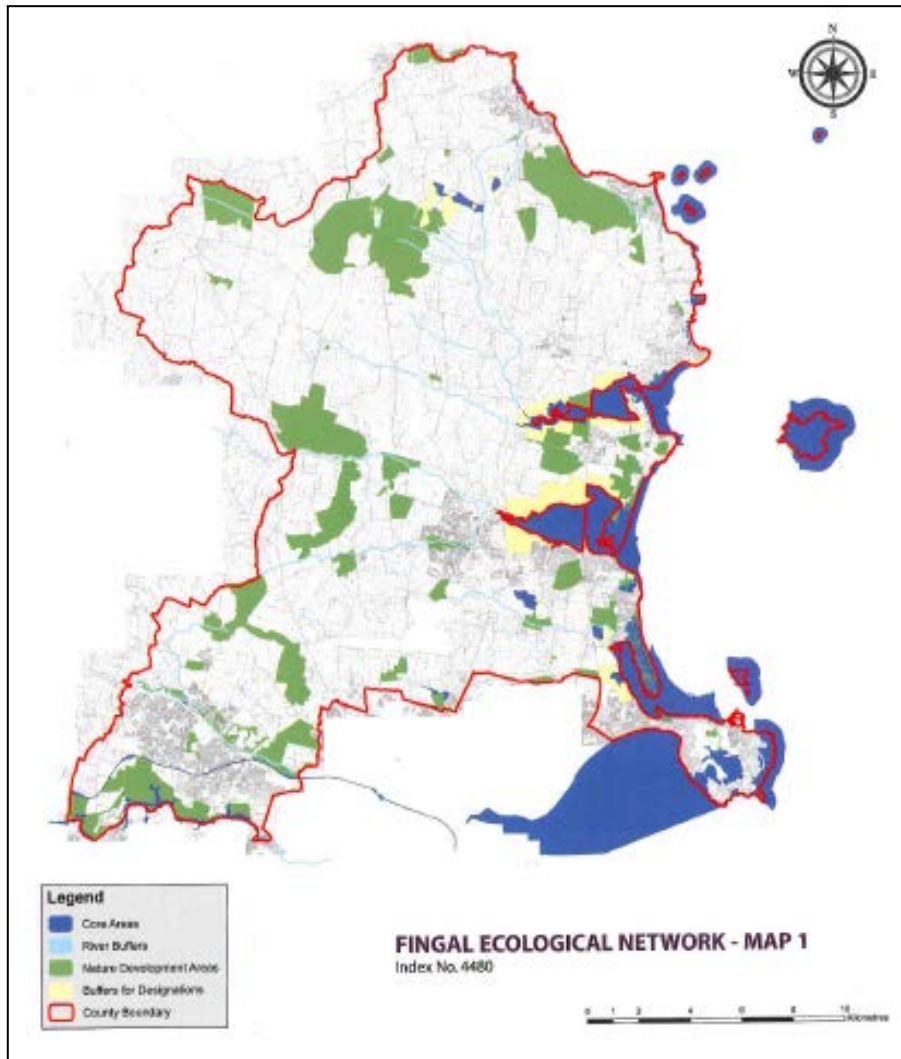 N
W E
S
Legend
Core Areas
River Buffers
Nature Development Areas
Buffers for Designations
County Boundary
FINGAL ECOLOGICAL NETWORK - MAP 1
Index No. 4480
0 1 2 4 6 8 10
Kilometres